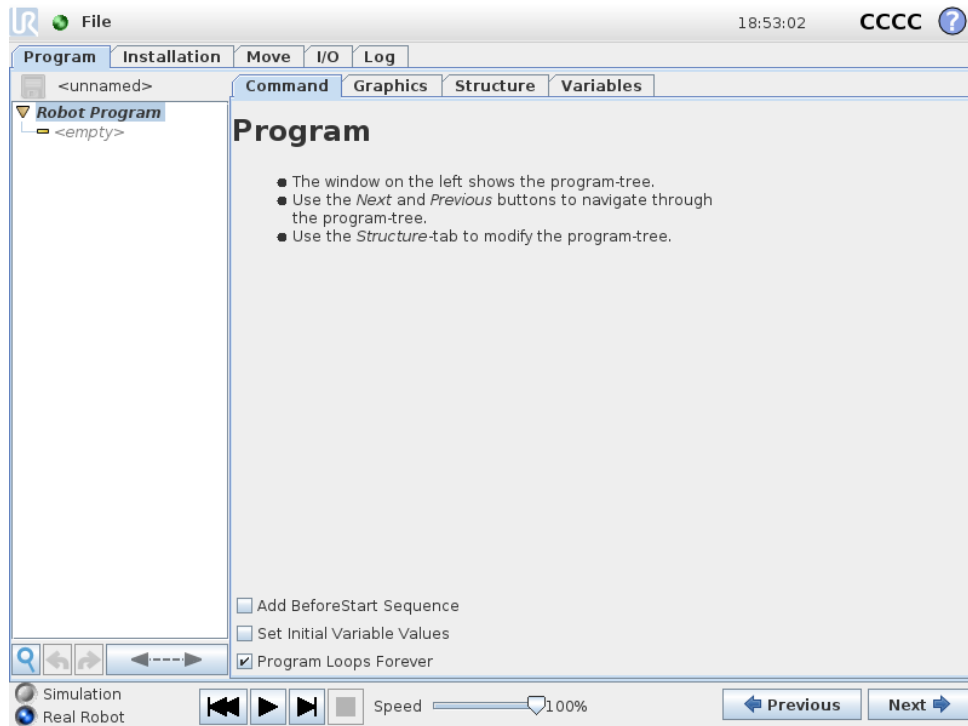 UR File 18:53:02 CCCC ?
Program Installation Move I/O Log
<unnamed> Command Graphics Structure Variables
Robot Program
<empty>
Program
The window on the left shows the program-tree.
Use the Next and Previous buttons to navigate through
the program-tree.
Use the Structure-tab to modify the program-tree.
Add BeforeStart Sequence
Set Initial Variable Values
Program Loops Forever
Simulation
Real Robot
Speed 100%
Previous Next